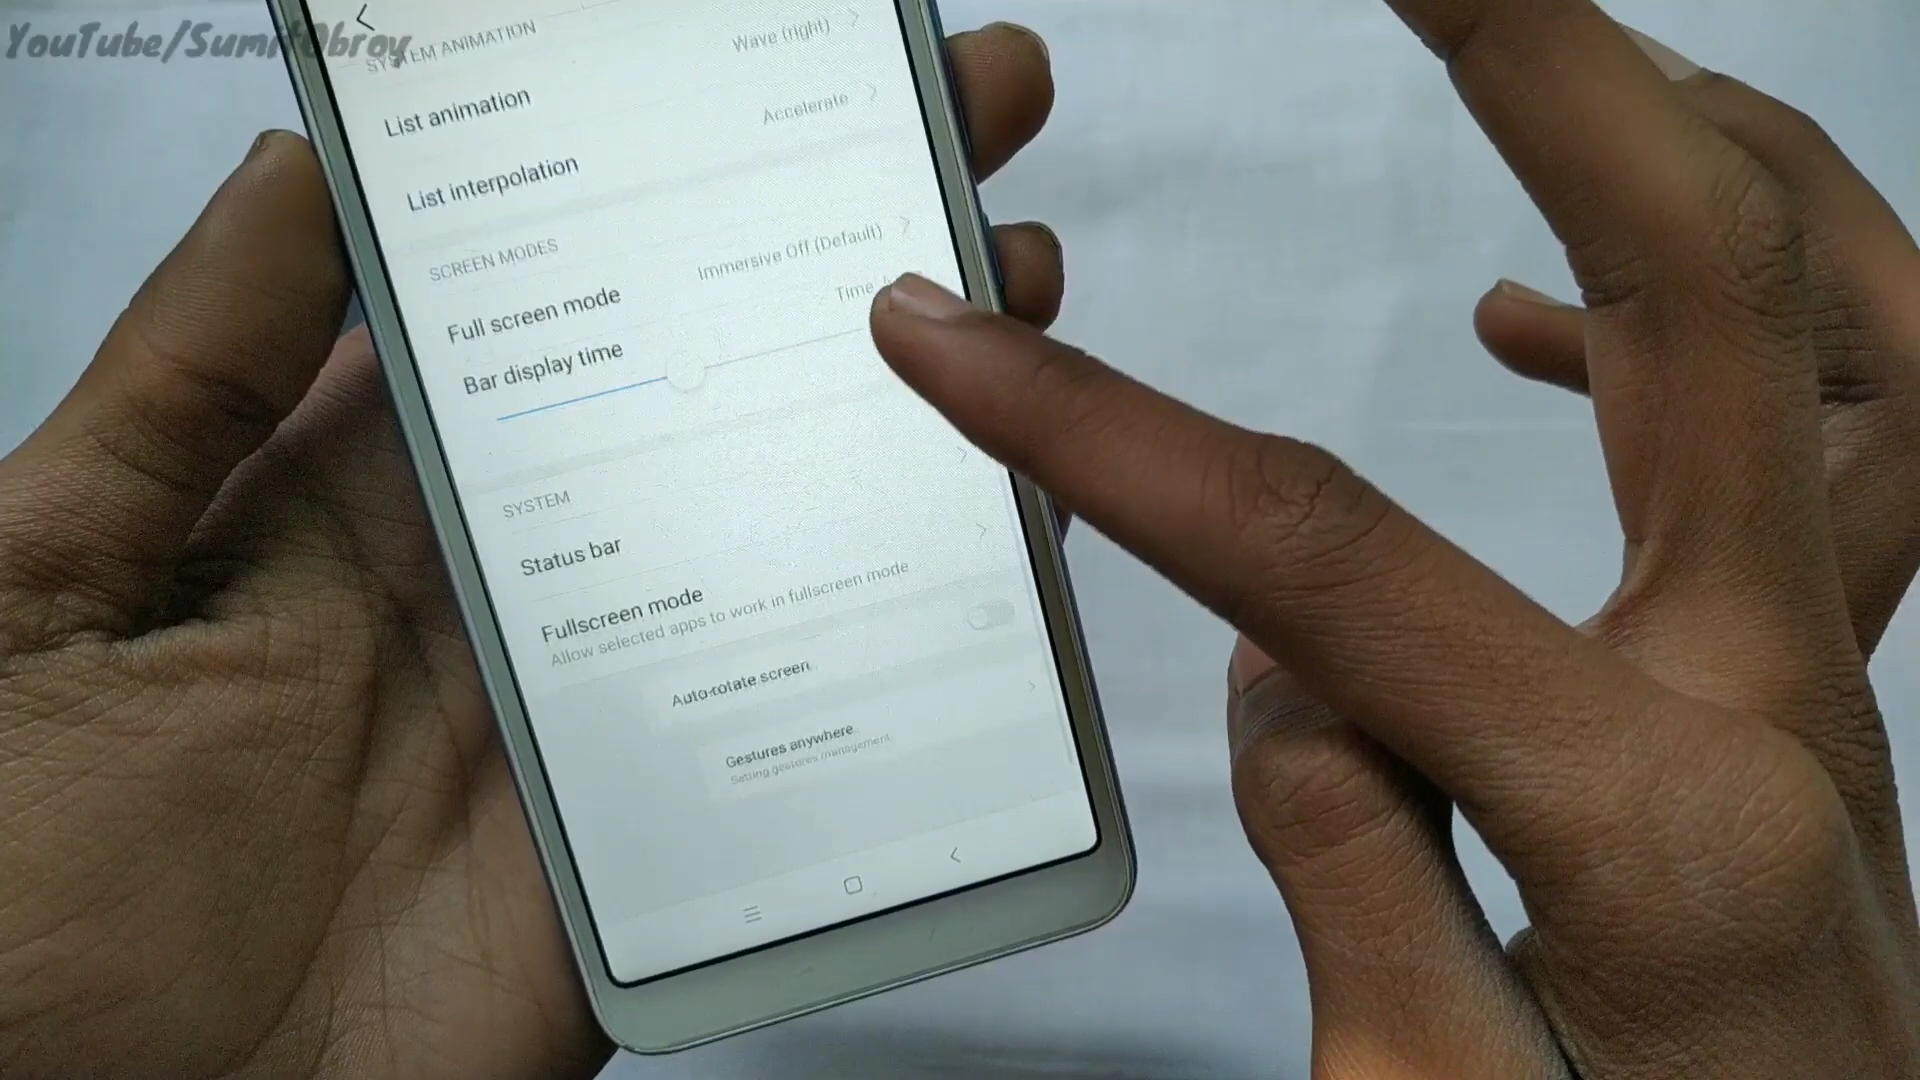 YouTube/SumitObroy
SYSTEM ANIMATION
List animation
Wave (right)
List interpolation
Accelerate
SCREEN MODES
Full screen mode
Immersive Off (Default)
Bar display time
Time
SYSTEM
Status bar
Fullscreen mode
Allow selected apps to work in fullscreen mode
Auto-rotate screen
Gestures anywhere
Setting gestures management